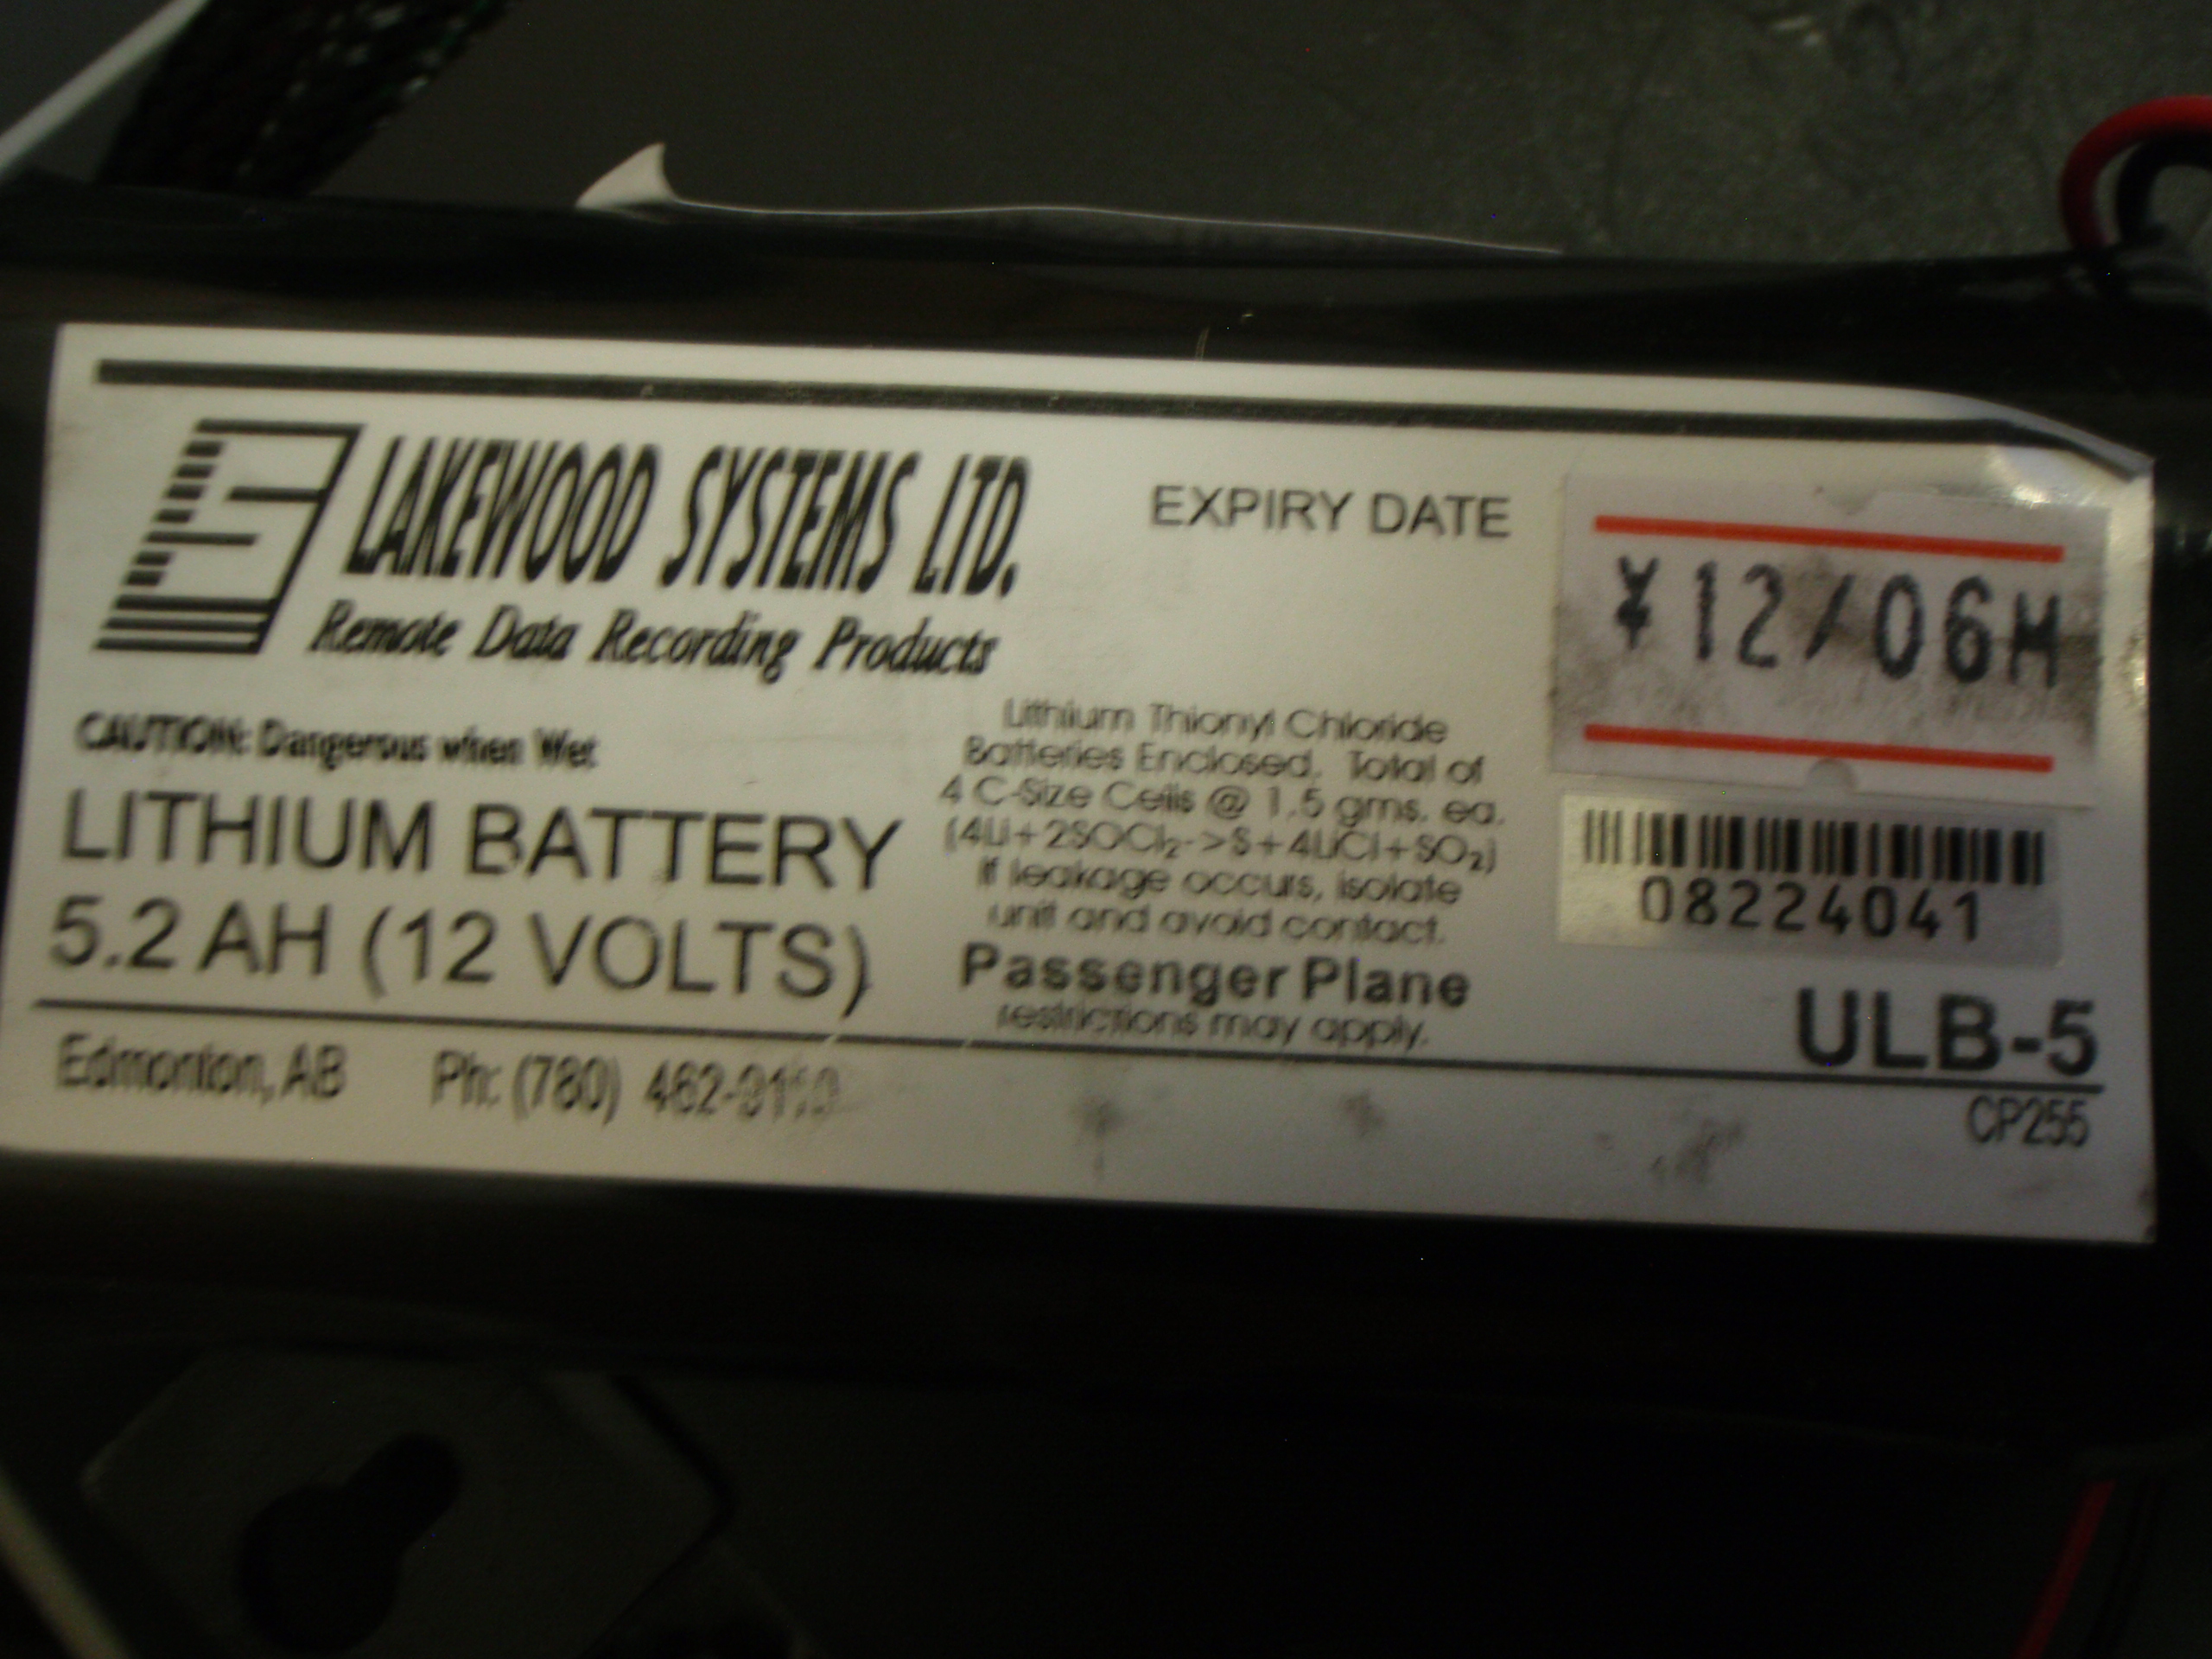 LAKEWOOD SYSTEMS LTD.
Remote Data Recording Products
EXPIRY DATE
¥12/06M
CAUTION: Dangerous when Wet
LITHIUM BATTERY
5.2 AH (12 VOLTS)
Lithium Thionyl Chloride
Batteries Enclosed. Total of
4 C-Size Cells @ 1.5 gms. ea.
(4Li+2SOCl₂->S+4LiCl+SO₂)
If leakage occurs, isolate
unit and avoid contact.
Passenger Plane
restrictions may apply.
08224041
ULB-5
Edmonton, AB Ph: (780)
CP255